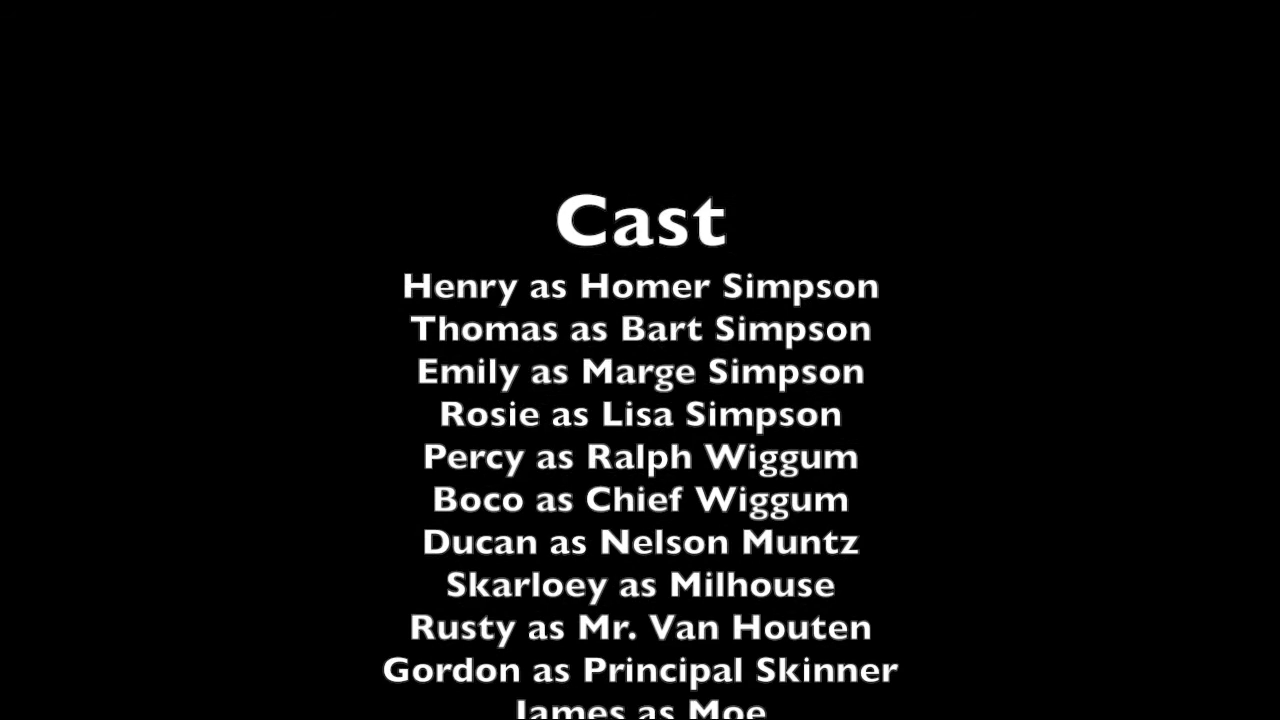 Cast
Henry as Homer Simpson
Thomas as Bart Simpson
Emily as Marge Simpson
Rosie as Lisa Simpson
Percy as Ralph Wiggum
Boco as Chief Wiggum
Ducan as Nelson Muntz
Skarloey as Milhouse
Rusty as Mr. Van Houten
Gordon as Principal Skinner
James as Moe